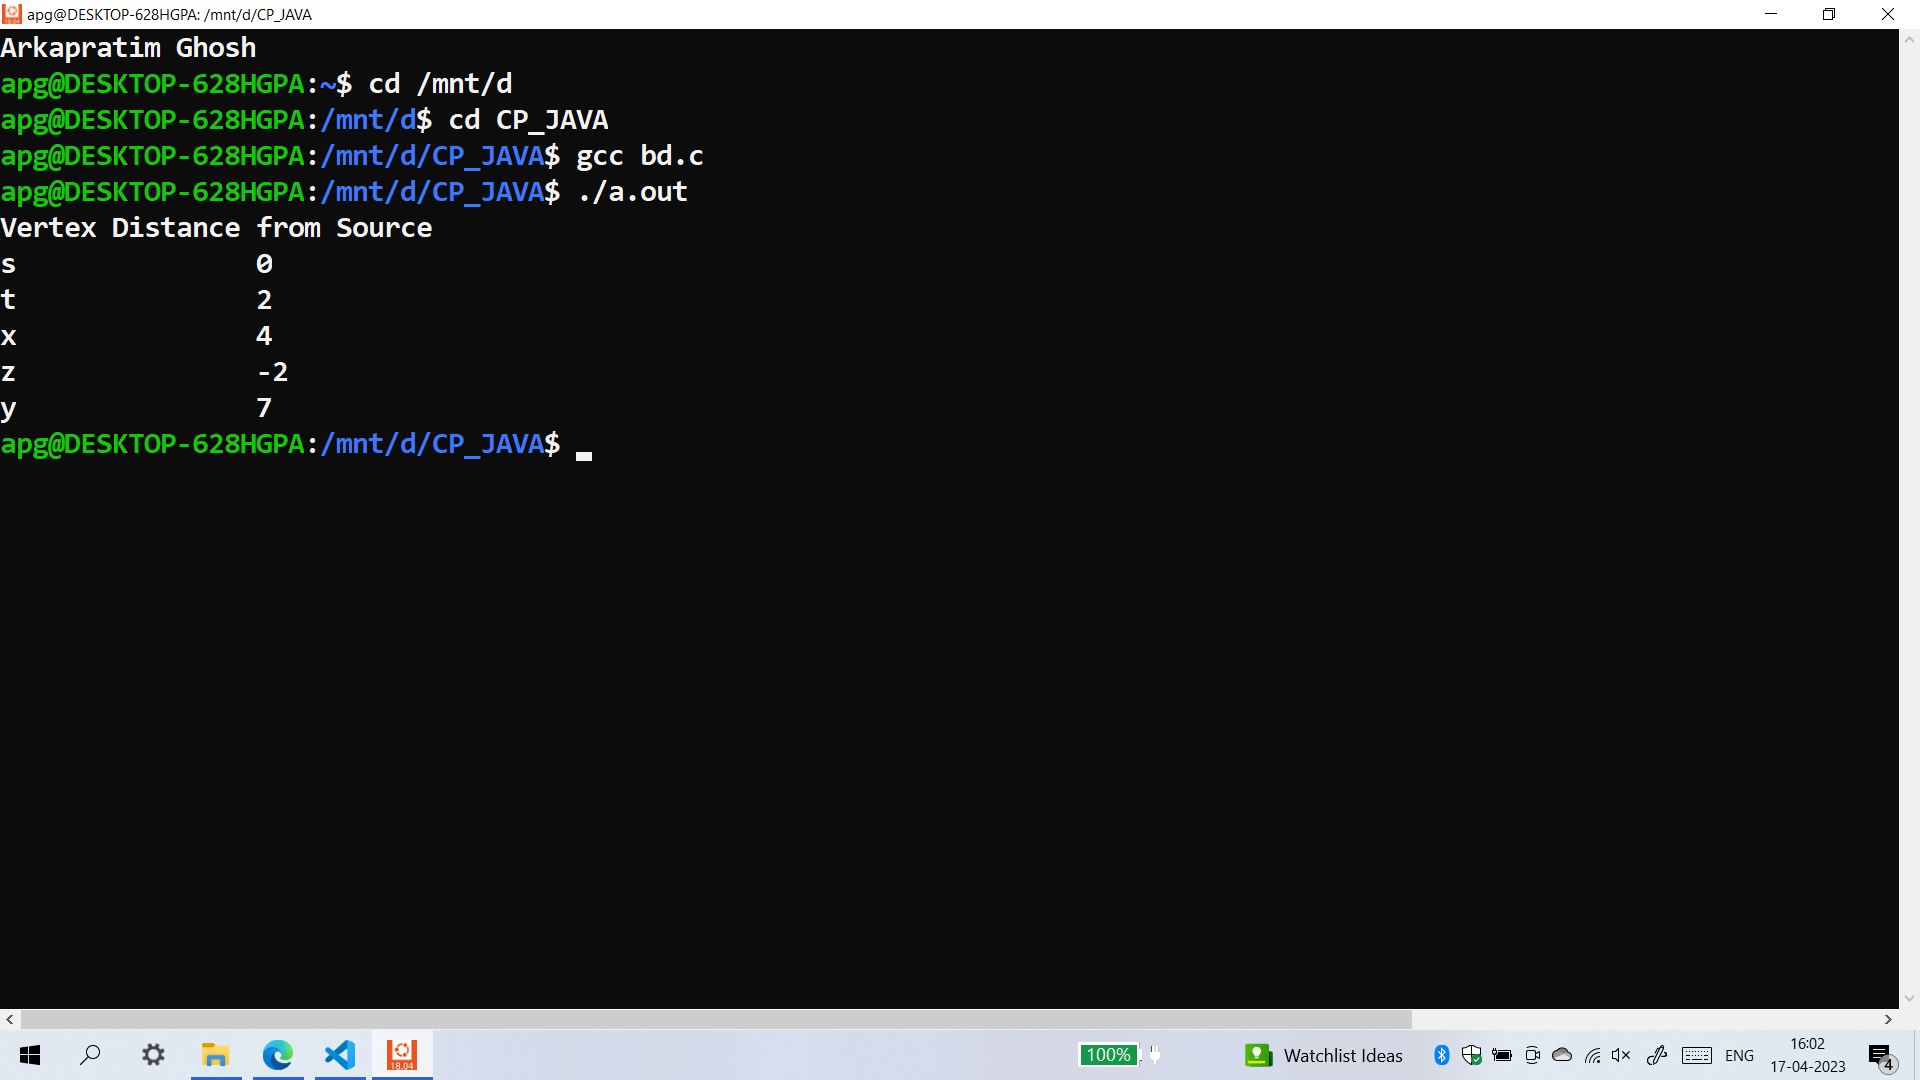 apg@DESKTOP-628HGPA: /mnt/d/CP_JAVA
Arkapratim Ghosh
apg@DESKTOP-628HGPA:~$ cd /mnt/d
apg@DESKTOP-628HGPA:/mnt/d$ cd CP_JAVA
apg@DESKTOP-628HGPA:/mnt/d/CP_JAVA$ gcc bd.c
apg@DESKTOP-628HGPA:/mnt/d/CP_JAVA$ ./a.out
Vertex Distance from Source
s 0
t 2
x 4
z -2
y 7
apg@DESKTOP-628HGPA:/mnt/d/CP_JAVA$
18.04
100%
Watchlist Ideas
ENG
16:02
17-04-2023
4